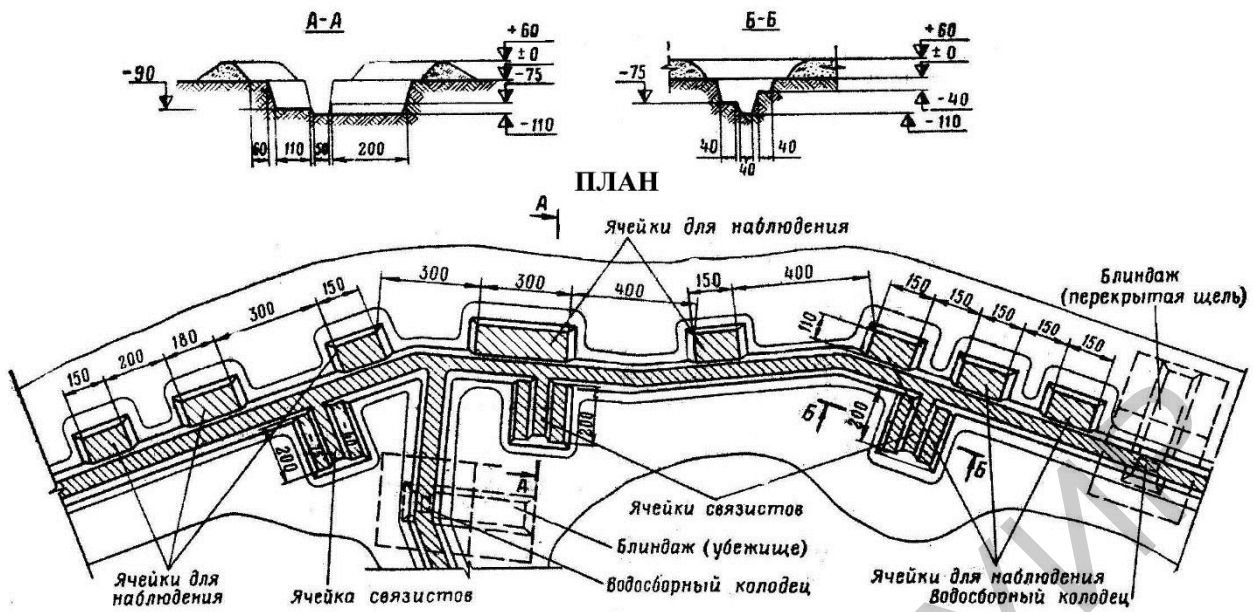 А-А
Б-Б
+60
±0
-75
-90
-110
60 110 50 200
+60
±0
-75
-40
-110
40 40 40
ПЛАН
А
Ячейки для наблюдения
300 300 400 150 400
150 200 180 300 150
110
150 150 150 150 150
Блиндаж
(перекрытая щель)
200
200
Б
Б
200
А
Ячейки связистов
Блиндаж (убежище)
Водосборный колодец
Ячейки для
наблюдения
Ячейка связистов
Ячейки для наблюдения
Водосборный колодец